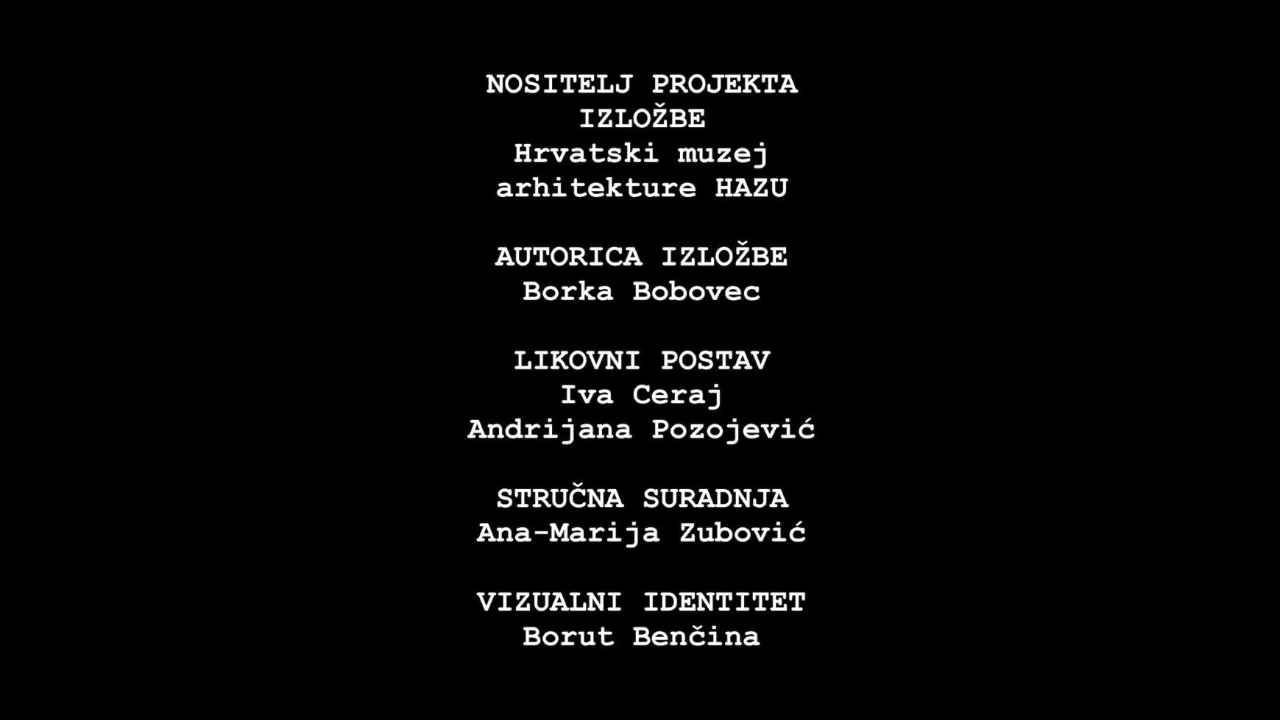 NOSITELJ PROJEKTA
IZLOŽBE
Hrvatski muzej
arhitekture HAZU
AUTORICA IZLOŽBE
Borka Bobovec
LIKOVNI POSTAV
Iva Ceraj
Andrijana Pozojević
STRUČNA SURADNJA
Ana-Marija Zubović
VIZUALNI IDENTITET
Borut Benčina